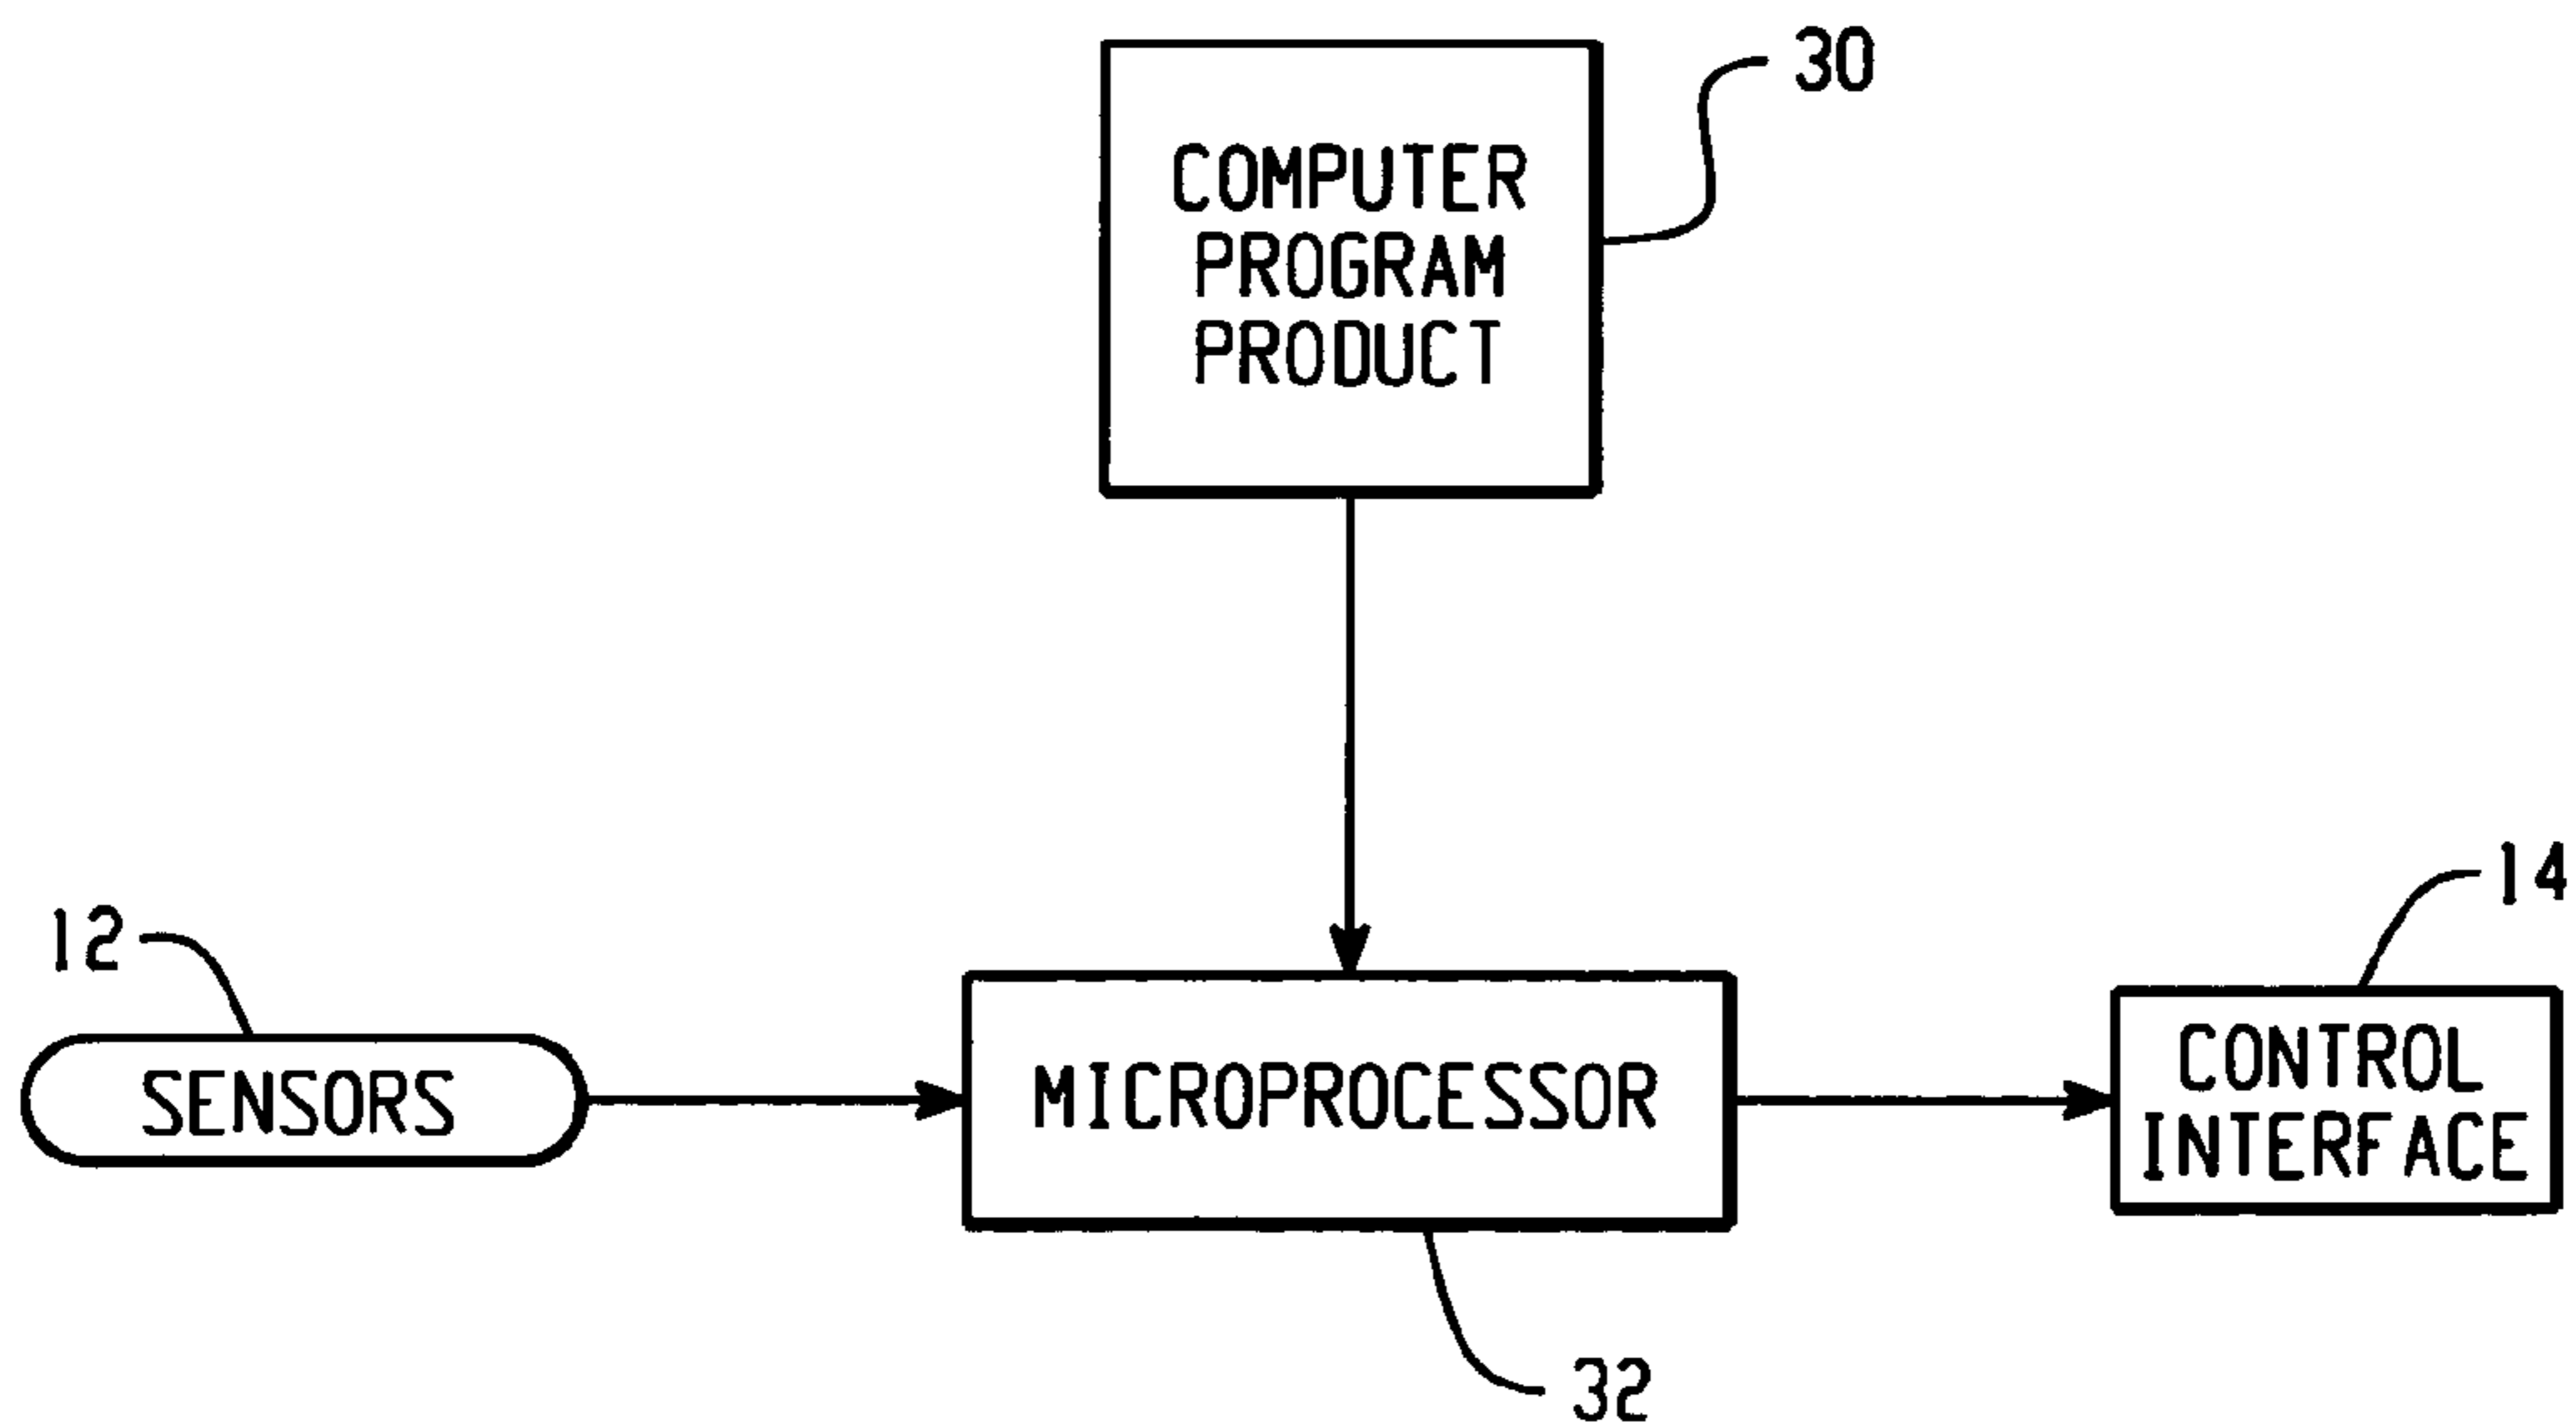 30
COMPUTER
PROGRAM
PRODUCT
14
12
CONTROL
SENSORS
MICROPROCESSOR
INTERFACE
32